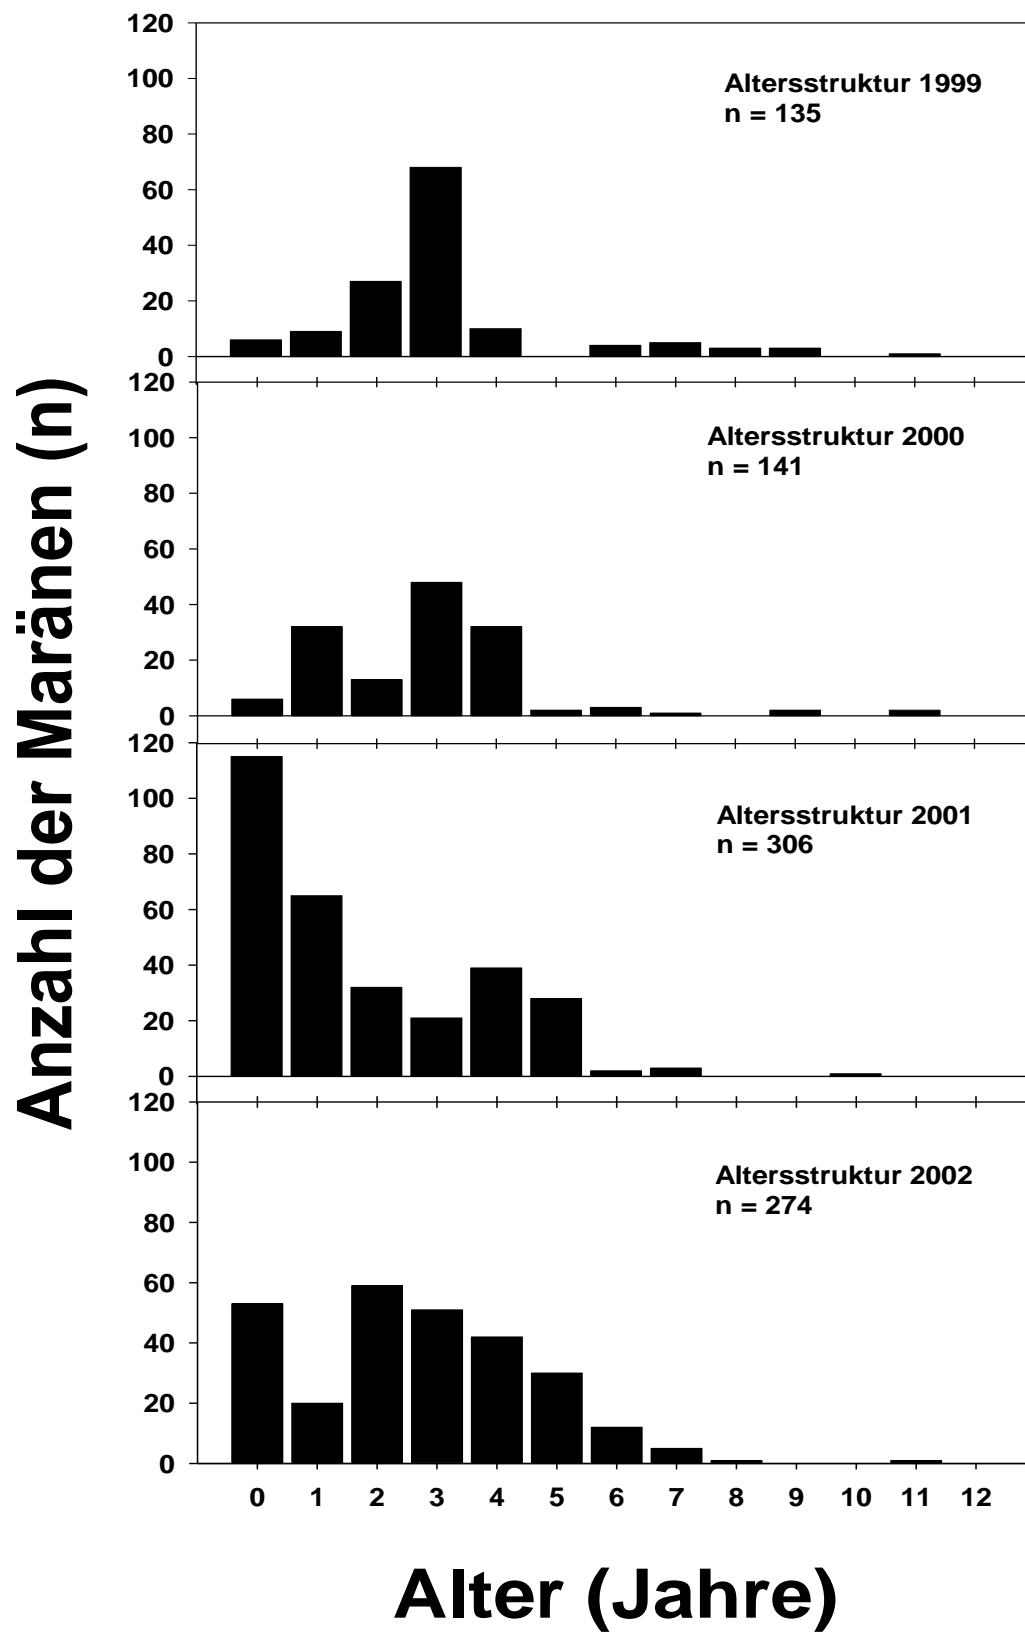 Anzahl der Maränen (n)
120
100
80
60
40
20
0
Altersstruktur 1999
n = 135
120
100
80
60
40
20
0
Altersstruktur 2000
n = 141
120
100
80
60
40
20
0
Altersstruktur 2001
n = 306
120
100
80
60
40
20
0
Altersstruktur 2002
n = 274
0 1 2 3 4 5 6 7 8 9 10 11 12
Alter (Jahre)